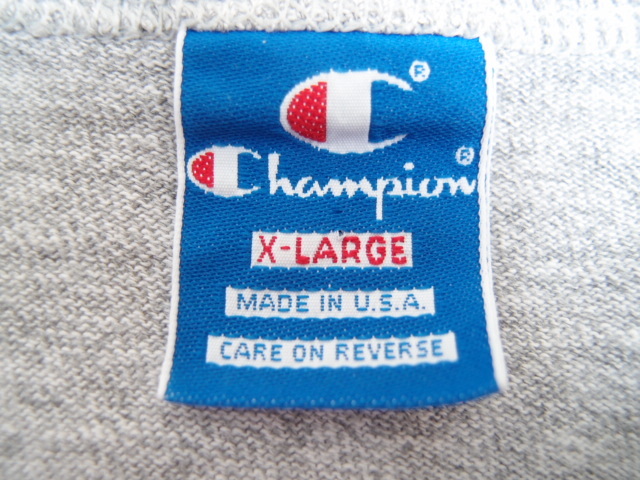 ®
Champion®
X-LARGE
MADE IN U.S.A.
CARE ON REVERSE